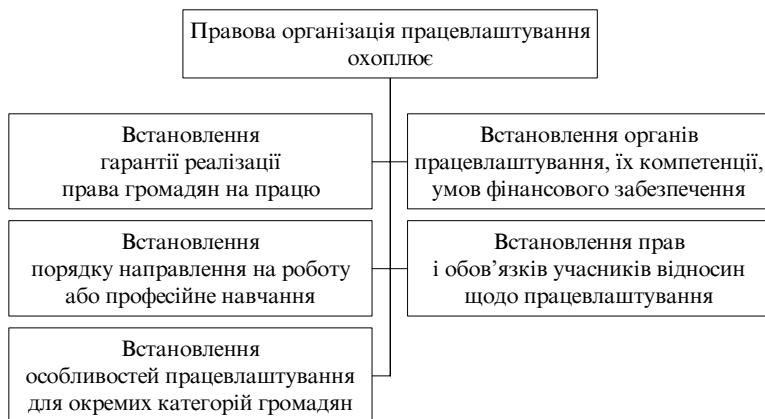 Правова організація працевлаштування
охоплює
Встановлення
гарантії реалізації
права громадян на працю
Встановлення органів
працевлаштування, їх компетенції,
умов фінансового забезпечення
Встановлення
порядку направлення на роботу
або професійне навчання
Встановлення прав
і обов’язків учасників відносин
щодо працевлаштування
Встановлення
особливостей працевлаштування
для окремих категорій громадян